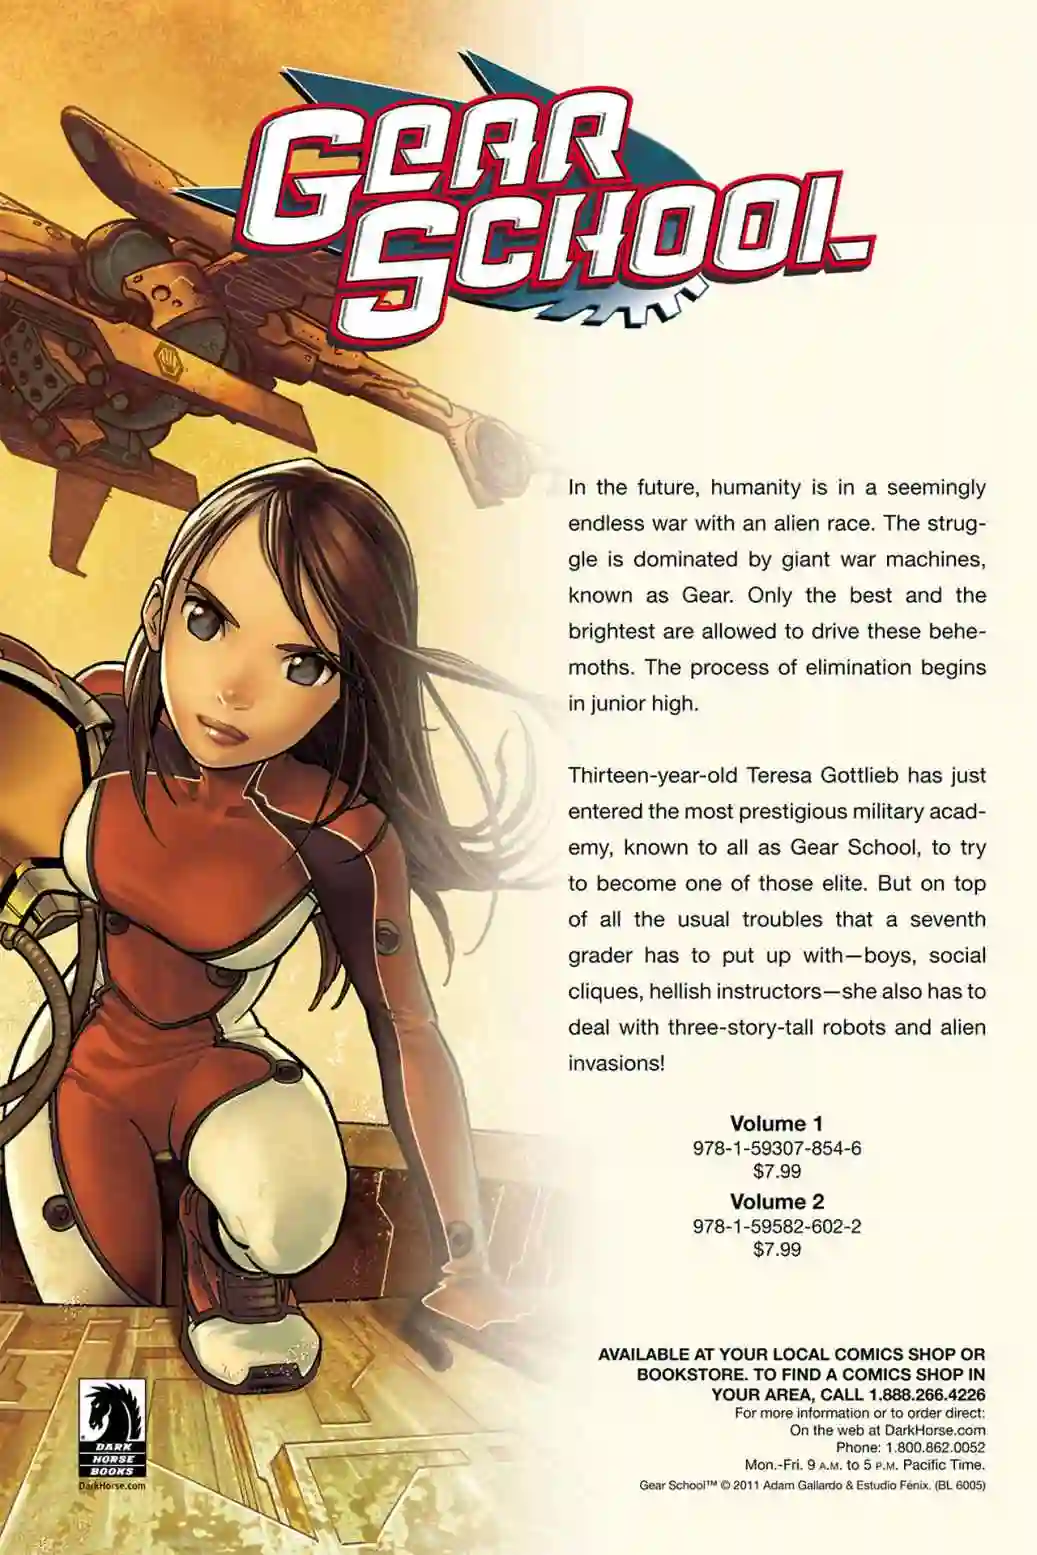 GEAR
SCHOOL
In the future, humanity is in a seemingly
endless war with an alien race. The strug-
gle is dominated by giant war machines,
known as Gear. Only the best and the
brightest are allowed to drive these behe-
moths. The process of elimination begins
in junior high.
Thirteen-year-old Teresa Gottlieb has just
entered the most prestigious military acad-
emy, known to all as Gear School, to try
to become one of those elite. But on top
of all the usual troubles that a seventh
grader has to put up with—boys, social
cliques, hellish instructors—she also has to
deal with three-story-tall robots and alien
invasions!
Volume 1
978-1-59307-854-6
$7.99
Volume 2
978-1-59582-602-2
$7.99
AVAILABLE AT YOUR LOCAL COMICS SHOP OR
BOOKSTORE. TO FIND A COMICS SHOP IN
YOUR AREA, CALL 1.888.266.4226
For more information or to order direct:
On the web at DarkHorse.com
Phone: 1.800.862.0052
Mon.-Fri. 9 A.M. to 5 P.M. Pacific Time.
Gear School™ © 2011 Adam Gallardo & Estudio Fénix. (BL 6005)
DARK
HORSE
BOOKS
DarkHorse.com